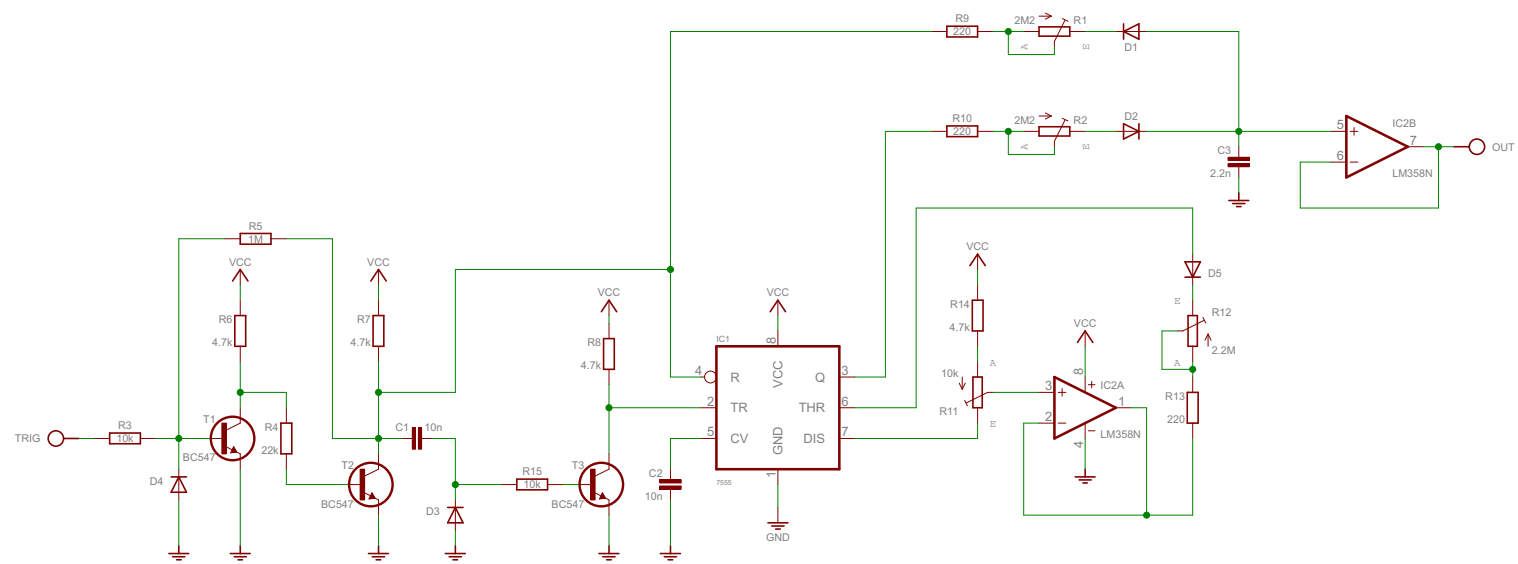 R9
220
2M2
R1
A
E
D1
R10
220
2M2
R2
A
E
D2
C3
2.2n
5
6
7
IC2B
LM358N
OUT
R5
1M
VCC
R6
4.7k
VCC
R7
4.7k
VCC
R8
4.7k
VCC
IC1
8
VCC
4
R
Q
3
2
TR
THR
6
5
CV
DIS
7
GND
1
7555
GND
VCC
R14
4.7k
A
10k
R11
E
VCC
8
3
2
1
4
IC2A
LM358N
D5
E
R12
2.2M
A
R13
220
TRIG
R3
10k
D4
T1
BC547
R4
22k
T2
BC547
C1
10n
D3
R15
10k
T3
BC547
C2
10n